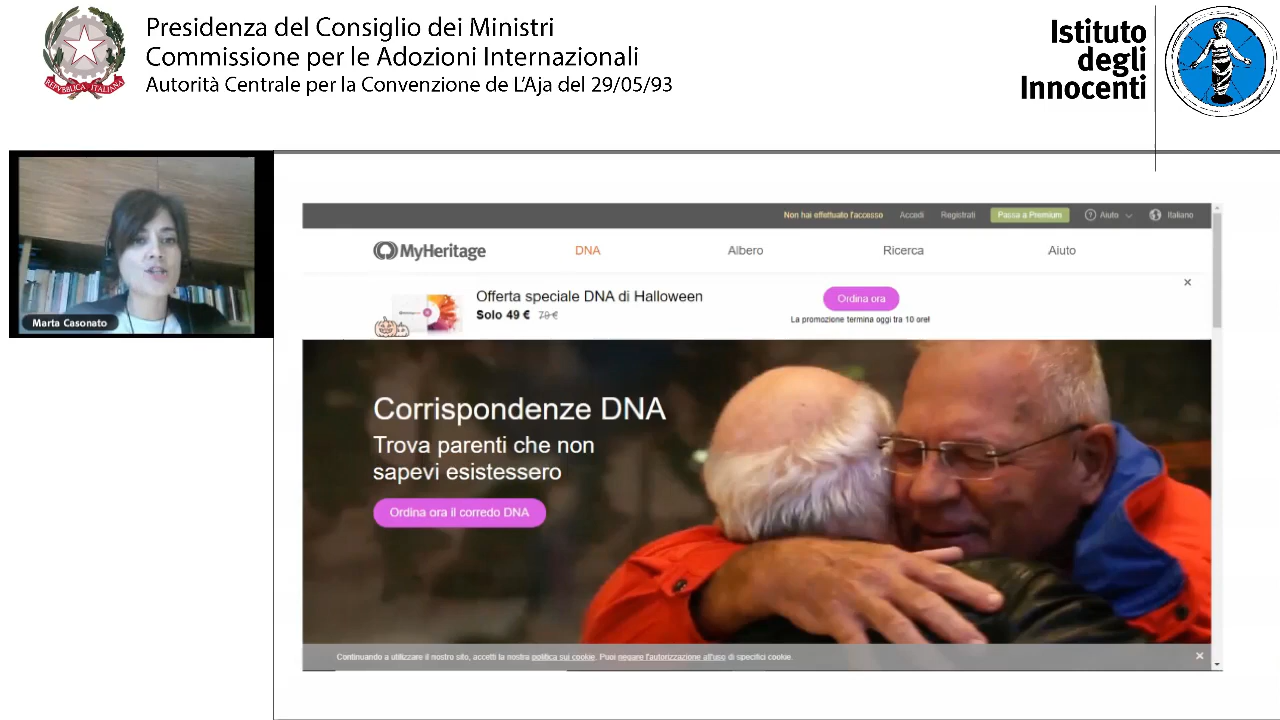 Presidenza del Consiglio dei Ministri
Commissione per le Adozioni Internazionali
Autorità Centrale per la Convenzione de L'Aja del 29/05/93
REPVBBLICA ITALIANA
Istituto
degli
Innocenti
Marta Casonato
Non hai effettuato l'accesso Accedi Registrati Passa a Premium ? Aiuto Italiano
MyHeritage DNA Albero Ricerca Aiuto
Offerta speciale DNA di Halloween
Solo 49 € 79 €
Ordina ora
La promozione termina oggi tra 10 ore!
Corrispondenze DNA
Trova parenti che non
sapevi esistessero
Ordina ora il corredo DNA
Continuando a utilizzare il nostro sito, accetti la nostra politica sui cookie. Puoi negare l'autorizzazione all'uso di specifici cookie.